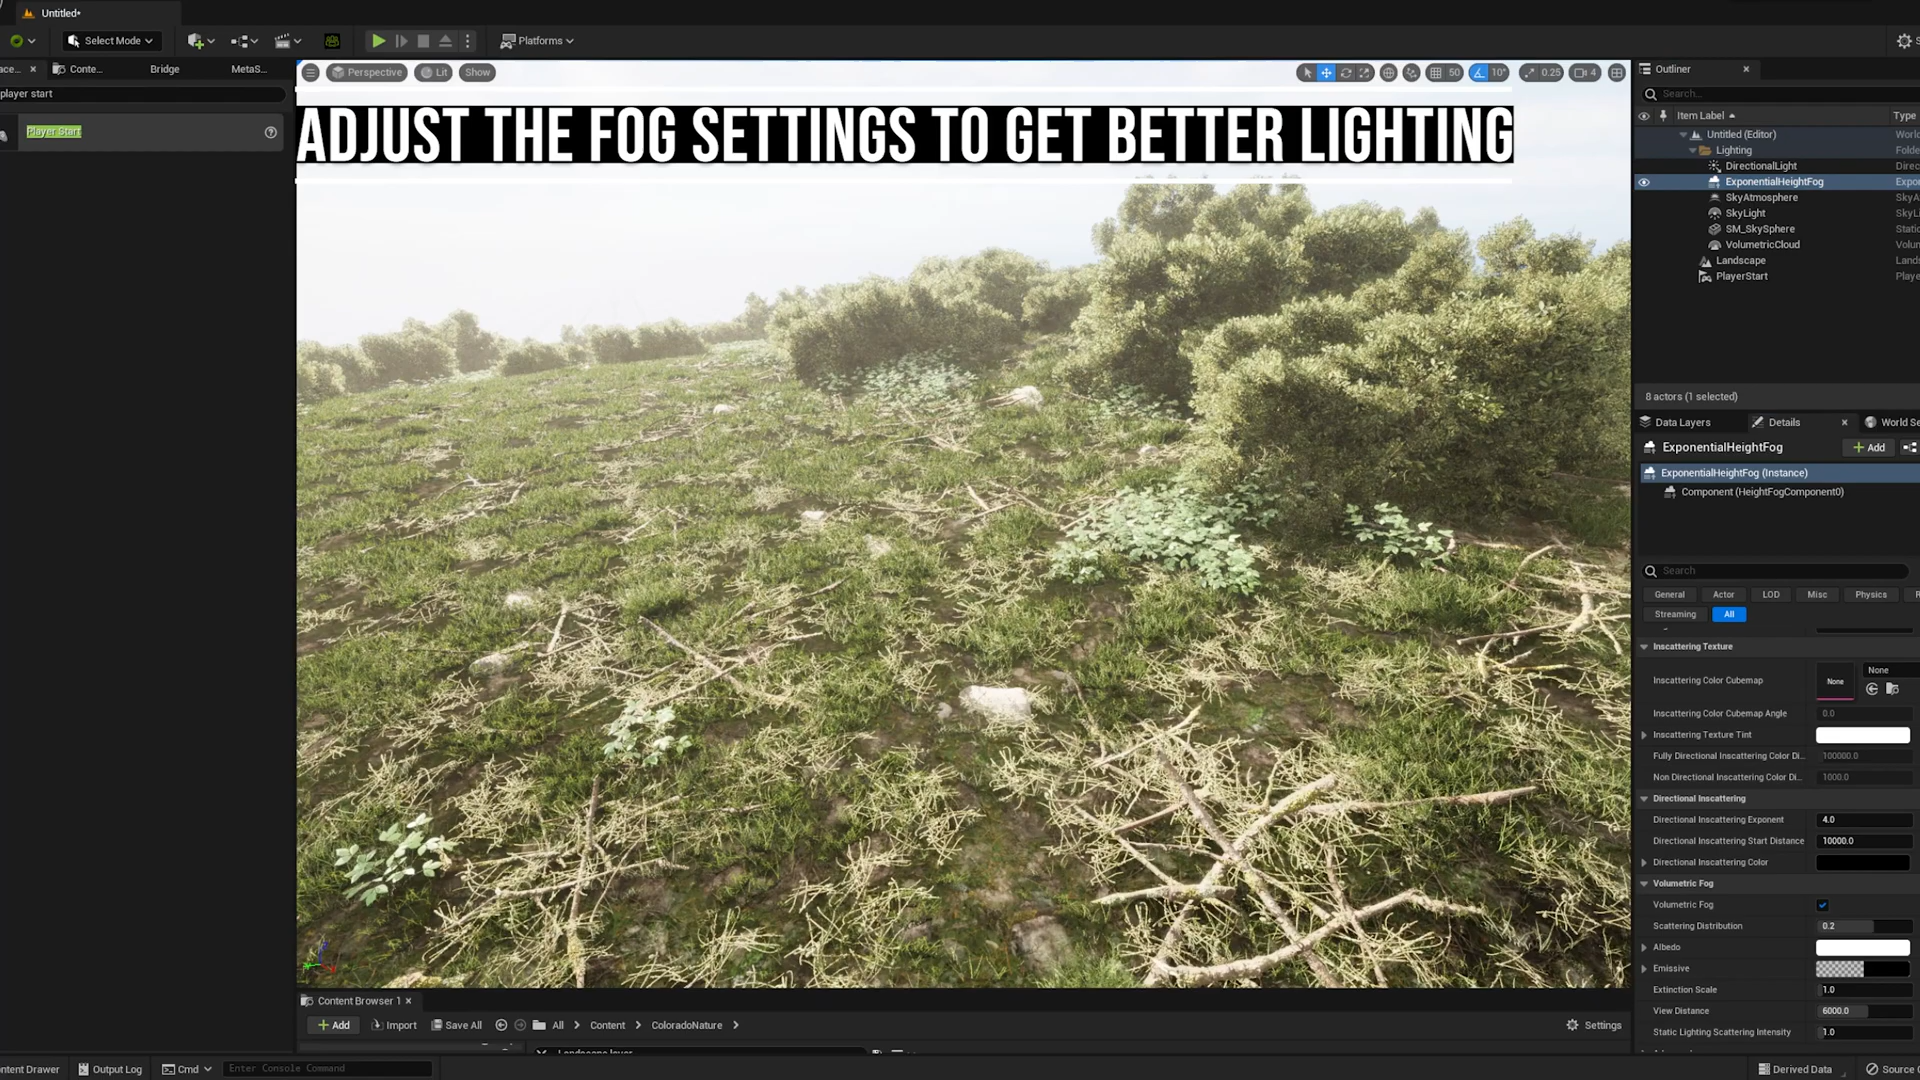 Untitled•
Select Mode
Platforms
Conte...
Bridge
MetaS...
player start
Player Start
Perspective
Lit
Show
50
10°
0.25
4
ADJUST THE FOG SETTINGS TO GET BETTER LIGHTING
Outliner
Search...
Item Label
Type
Untitled (Editor)
Lighting
DirectionalLight
ExponentialHeightFog
SkyAtmosphere
SkyLight
SM_SkySphere
VolumetricCloud
Landscape
PlayerStart
8 actors (1 selected)
Data Layers
Details
World Se
ExponentialHeightFog
Add
ExponentialHeightFog (Instance)
Component (HeightFogComponent0)
Search
General
Actor
LOD
Misc
Physics
Streaming
All
Inscattering Texture
Inscattering Color Cubemap
None
None
Inscattering Color Cubemap Angle
0.0
Inscattering Texture Tint
Fully Directional Inscattering Color Di...
100000.0
Non Directional Inscattering Color Di...
1000.0
Directional Inscattering
Directional Inscattering Exponent
4.0
Directional Inscattering Start Distance
10000.0
Directional Inscattering Color
Volumetric Fog
Volumetric Fog
Scattering Distribution
0.2
Albedo
Emissive
Extinction Scale
1.0
View Distance
6000.0
Static Lighting Scattering Intensity
1.0
Content Browser 1
Add
Import
Save All
All
Content
ColoradoNature
Settings
ntent Drawer
Output Log
Cmd
Enter Console Command
Derived Data
Source